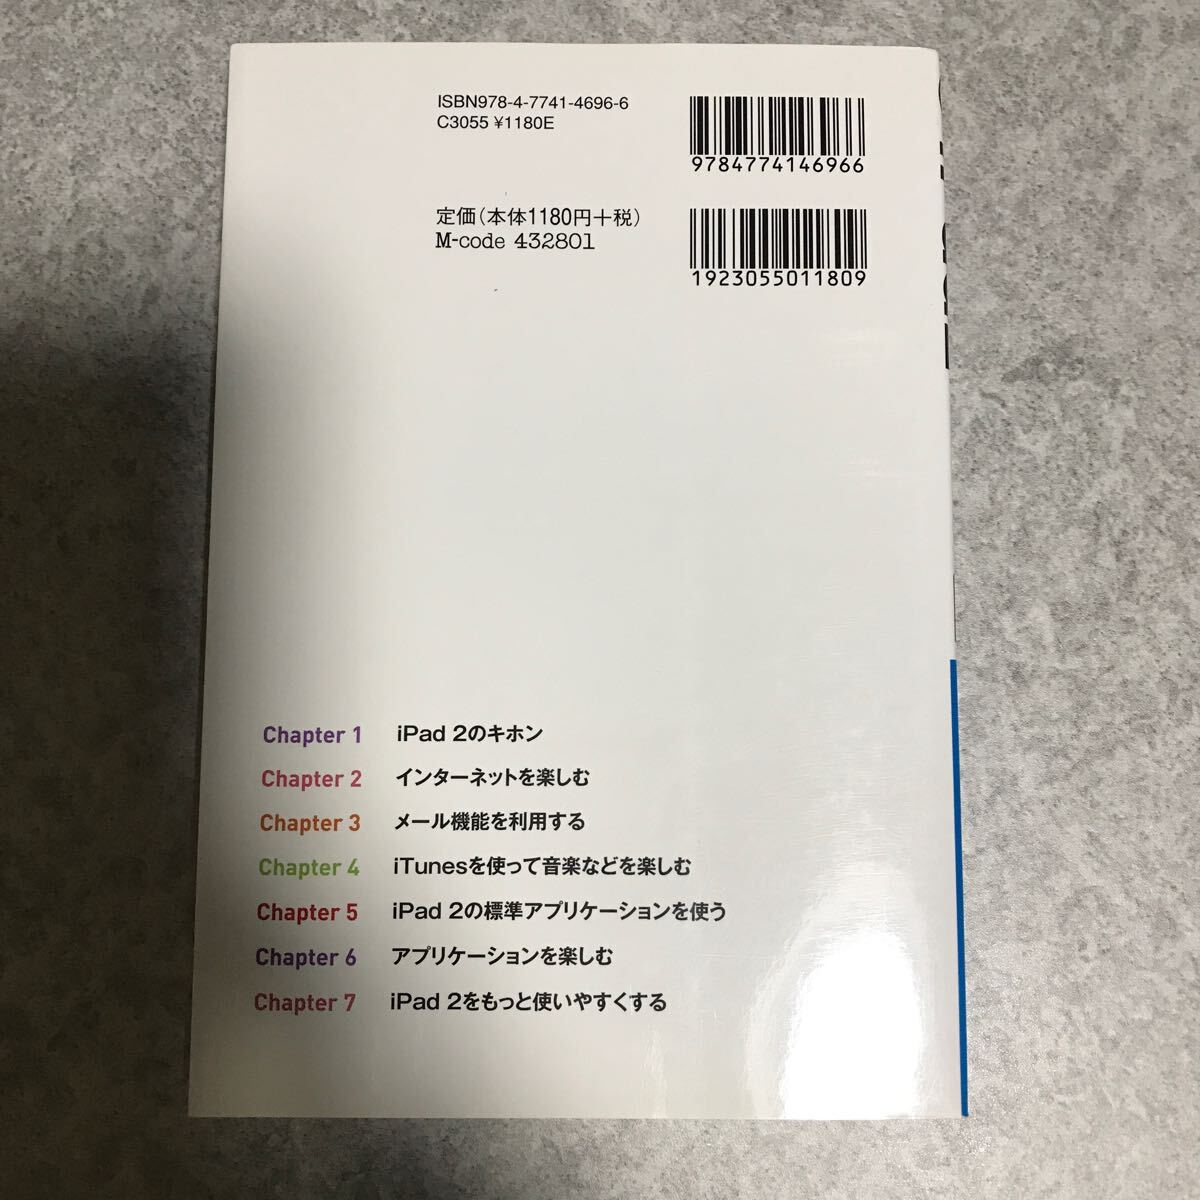 ISBN978-4-7741-4696-6
C3055 ¥1180E
9784774146966
定価(本体1180円+税)
M-code 432801
1923055011809
Chapter 1 iPad 2のキホン
Chapter 2 インターネットを楽しむ
Chapter 3 メール機能を利用する
Chapter 4 iTunesを使って音楽などを楽しむ
Chapter 5 iPad 2の標準アプリケーションを使う
Chapter 6 アプリケーションを楽しむ
Chapter 7 iPad 2をもっと使いやすくする